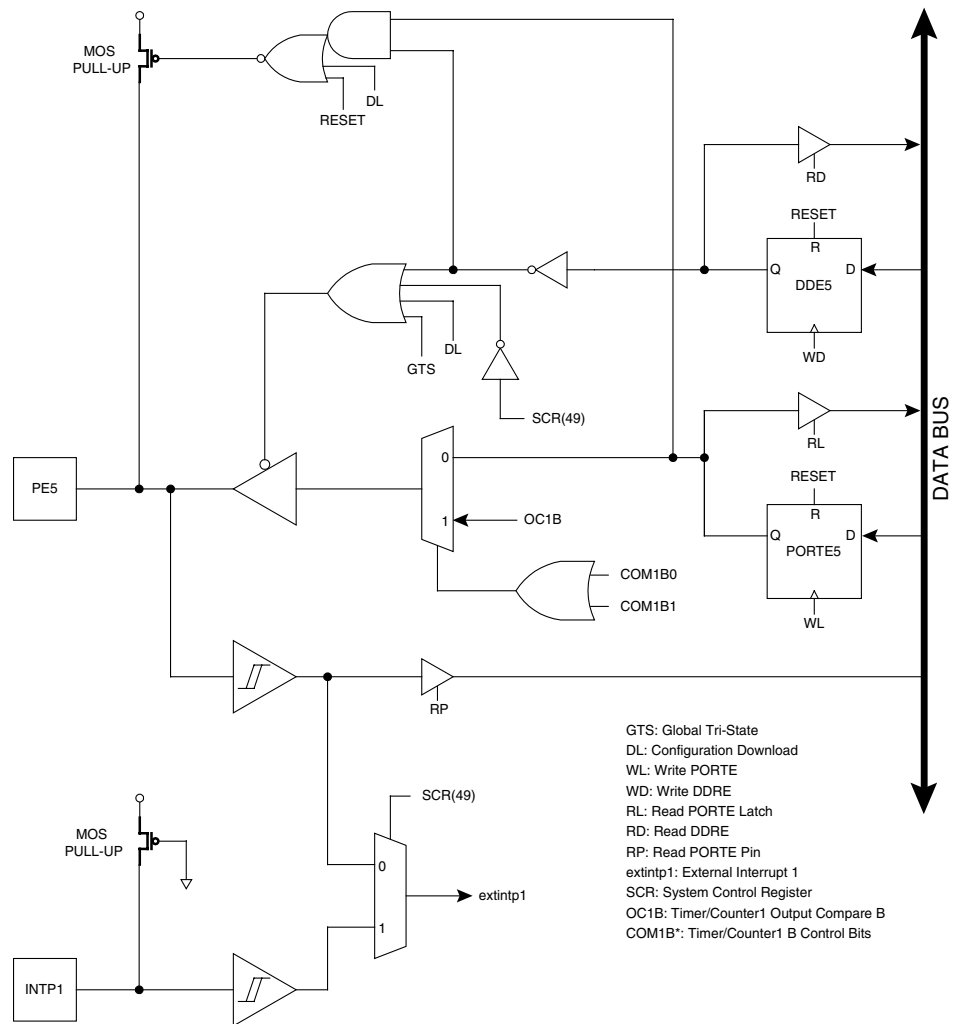 MOS
PULL-UP
DL
RESET
RD
RESET
R
Q
D
DDE5
WD
DL
GTS
SCR(49)
RL
DATA BUS
0
PE5
RESET
R
1
OC1B
Q
D
PORTE5
COM1B0
COM1B1
WL
RP
GTS: Global Tri-State
DL: Configuration Download
WL: Write PORTE
WD: Write DDRE
RL: Read PORTE Latch
RD: Read DDRE
RP: Read PORTE Pin
extintp1: External Interrupt 1
SCR: System Control Register
OC1B: Timer/Counter1 Output Compare B
COM1B*: Timer/Counter1 B Control Bits
SCR(49)
MOS
PULL-UP
0
extintp1
1
INTP1